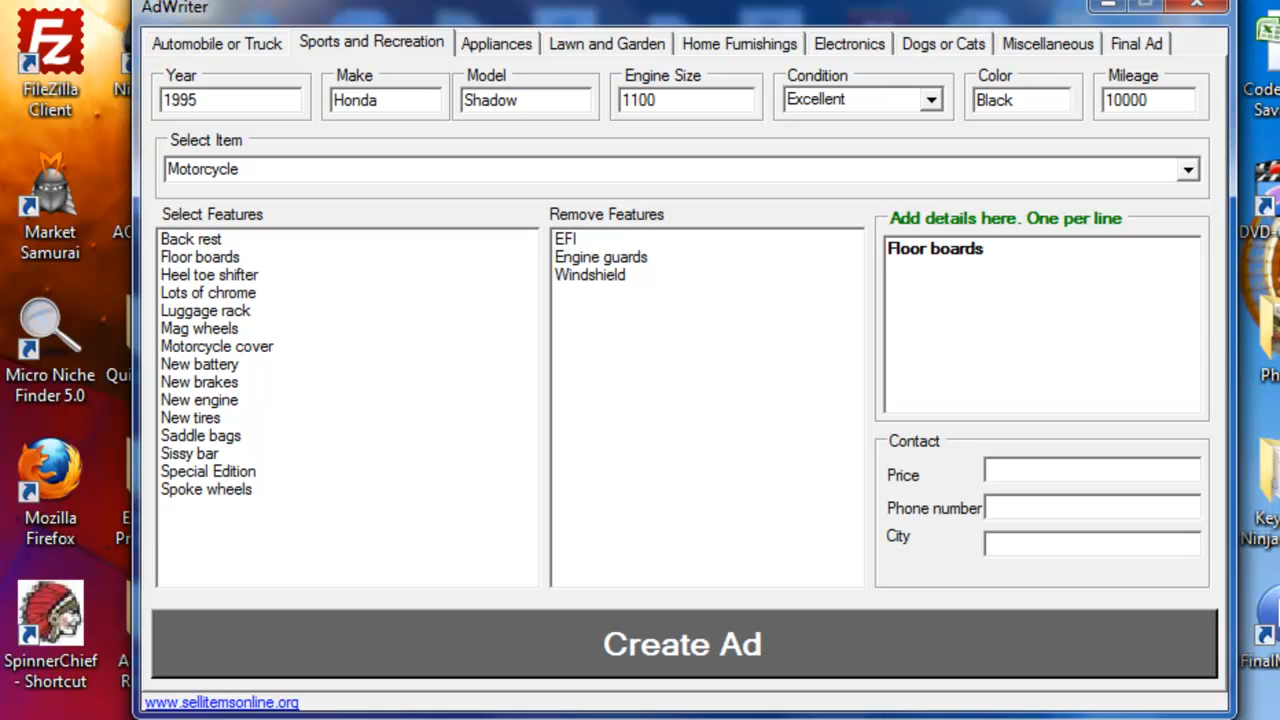 AdWriter
Automobile or Truck
Sports and Recreation
Appliances
Lawn and Garden
Home Furnishings
Electronics
Dogs or Cats
Miscellaneous
Final Ad
Year
Make
Model
Engine Size
Condition
Color
Mileage
1995
Honda
Shadow
1100
Excellent
Black
10000
Select Item
Motorcycle
Select Features
Back rest
Floor boards
Heel toe shifter
Lots of chrome
Luggage rack
Mag wheels
Motorcycle cover
New battery
New brakes
New engine
New tires
Saddle bags
Sissy bar
Special Edition
Spoke wheels
Remove Features
EFI
Engine guards
Windshield
Add details here. One per line
Floor boards
Contact
Price
Phone number
City
Create Ad
www.sellitemsonline.org
FZ
FileZilla
Client
Market
Samurai
Micro Niche
Finder 5.0
Mozilla
Firefox
SpinnerChief
- Shortcut